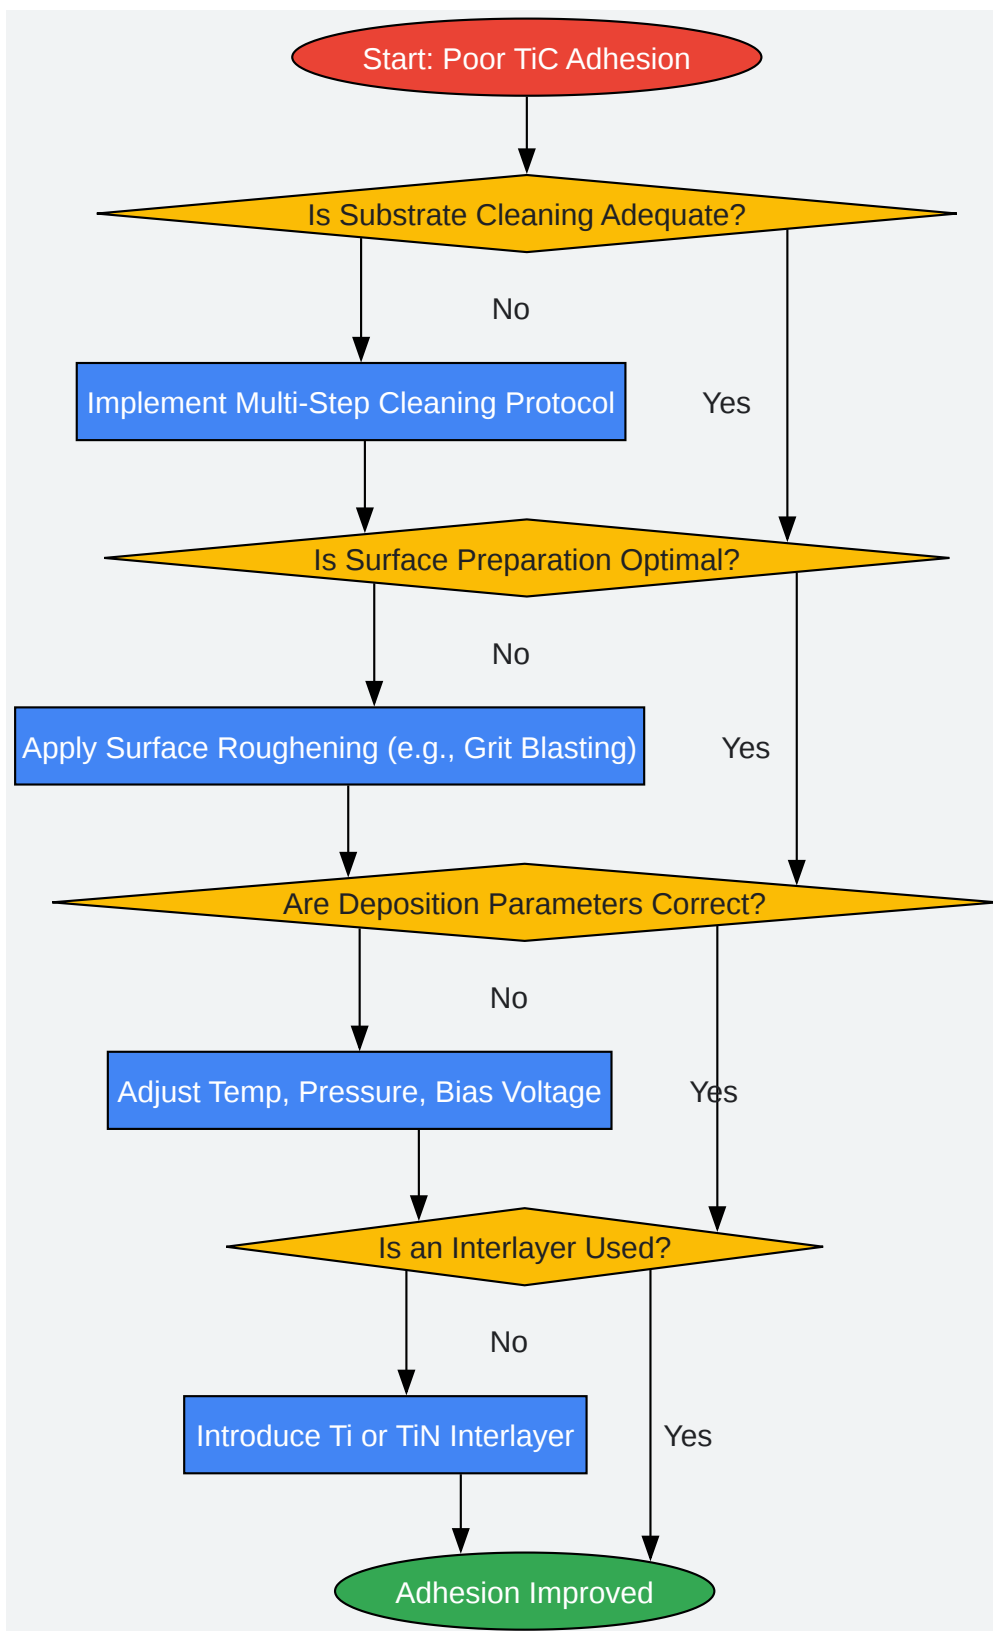 Start: Poor TiC Adhesion
Is Substrate Cleaning Adequate?
No
Implement Multi-Step Cleaning Protocol
Yes
Is Surface Preparation Optimal?
No
Apply Surface Roughening (e.g., Grit Blasting)
Yes
Are Deposition Parameters Correct?
No
Adjust Temp, Pressure, Bias Voltage
Yes
Is an Interlayer Used?
No
Introduce Ti or TiN Interlayer
Yes
Adhesion Improved